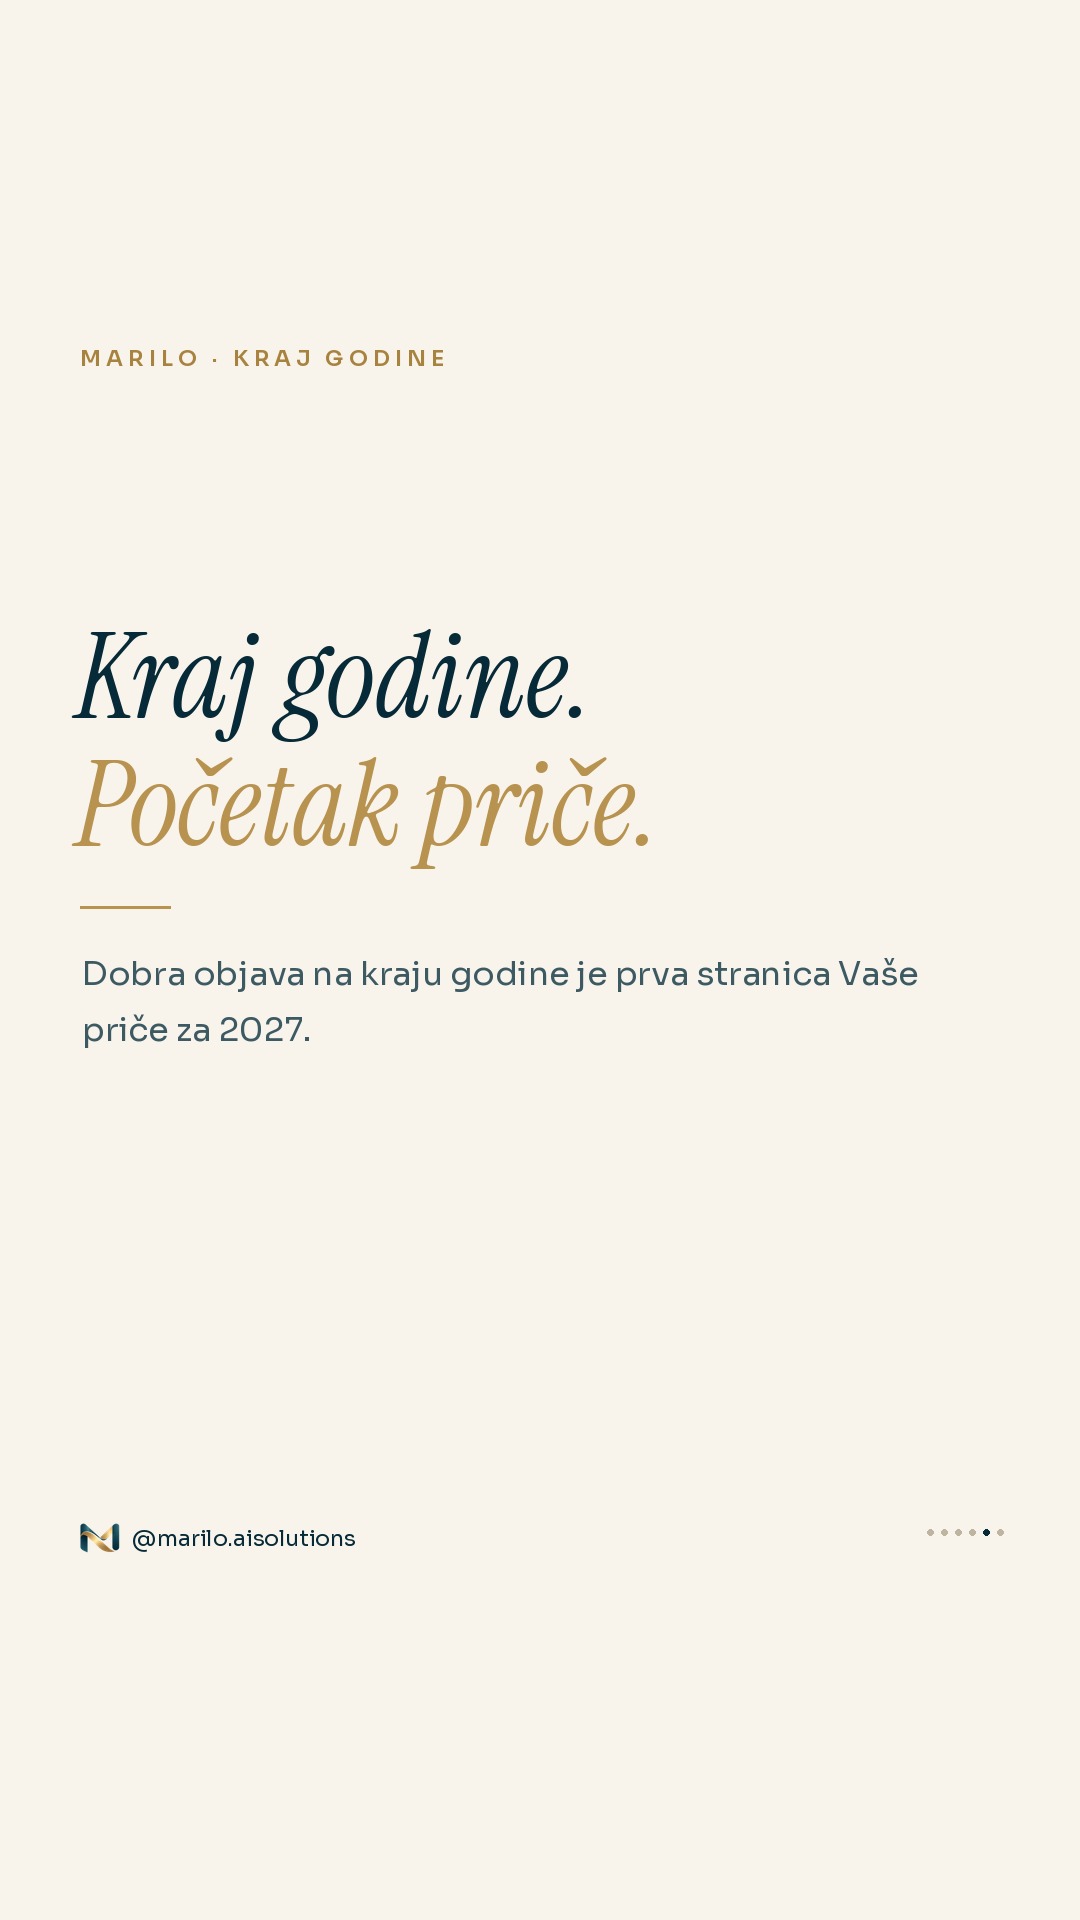 MARILO · KRAJ GODINE
Kraj godine.
Početak priče.
Dobra objava na kraju godine je prva stranica Vaše
priče za 2027.
@marilo.aisolutions